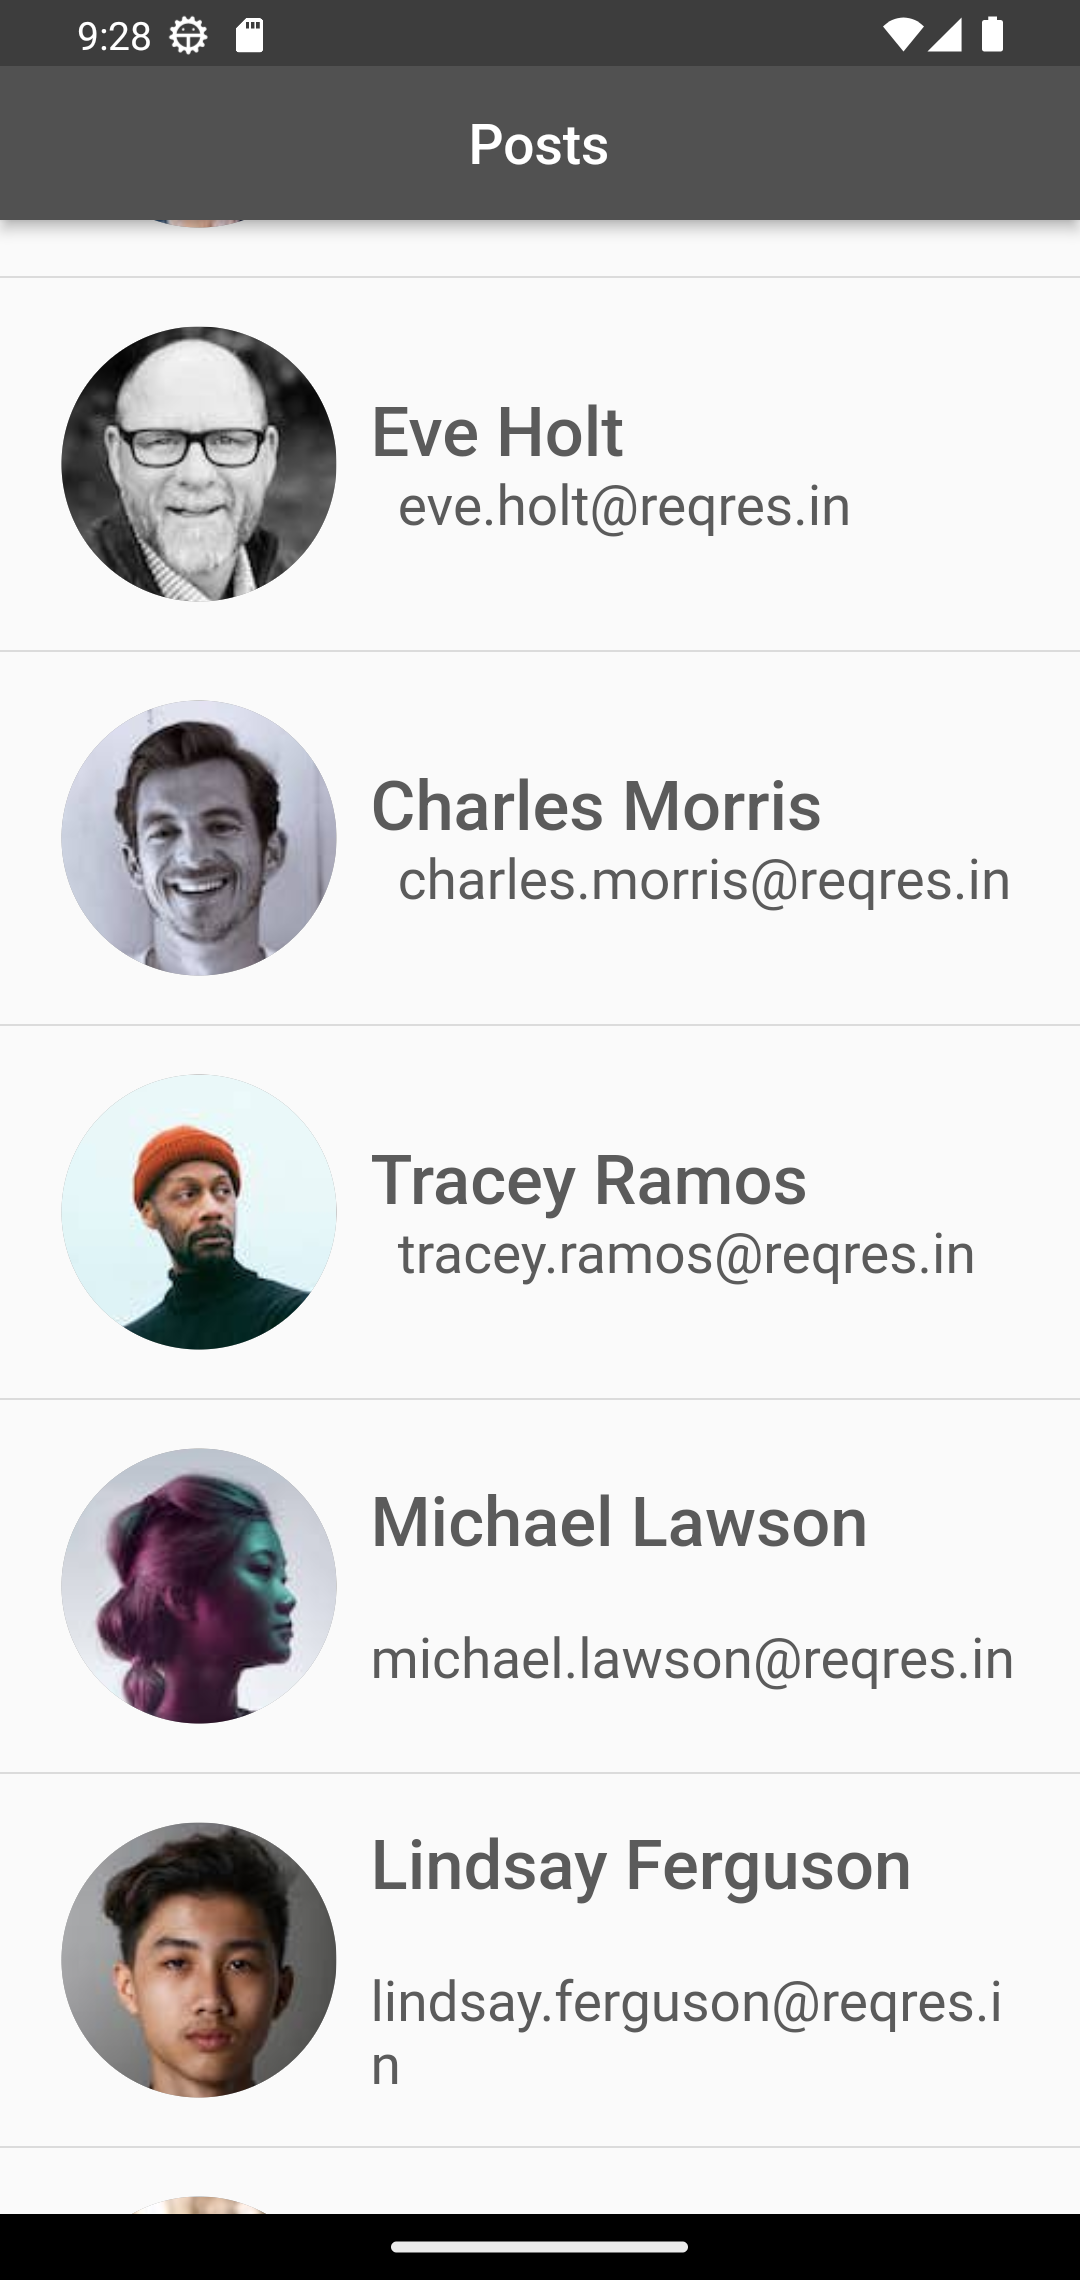 9:28
Posts
Eve Holt
eve.holt@reqres.in
Charles Morris
charles.morris@reqres.in
Tracey Ramos
tracey.ramos@reqres.in
Michael Lawson
michael.lawson@reqres.in
Lindsay Ferguson
lindsay.ferguson@reqres.i
n